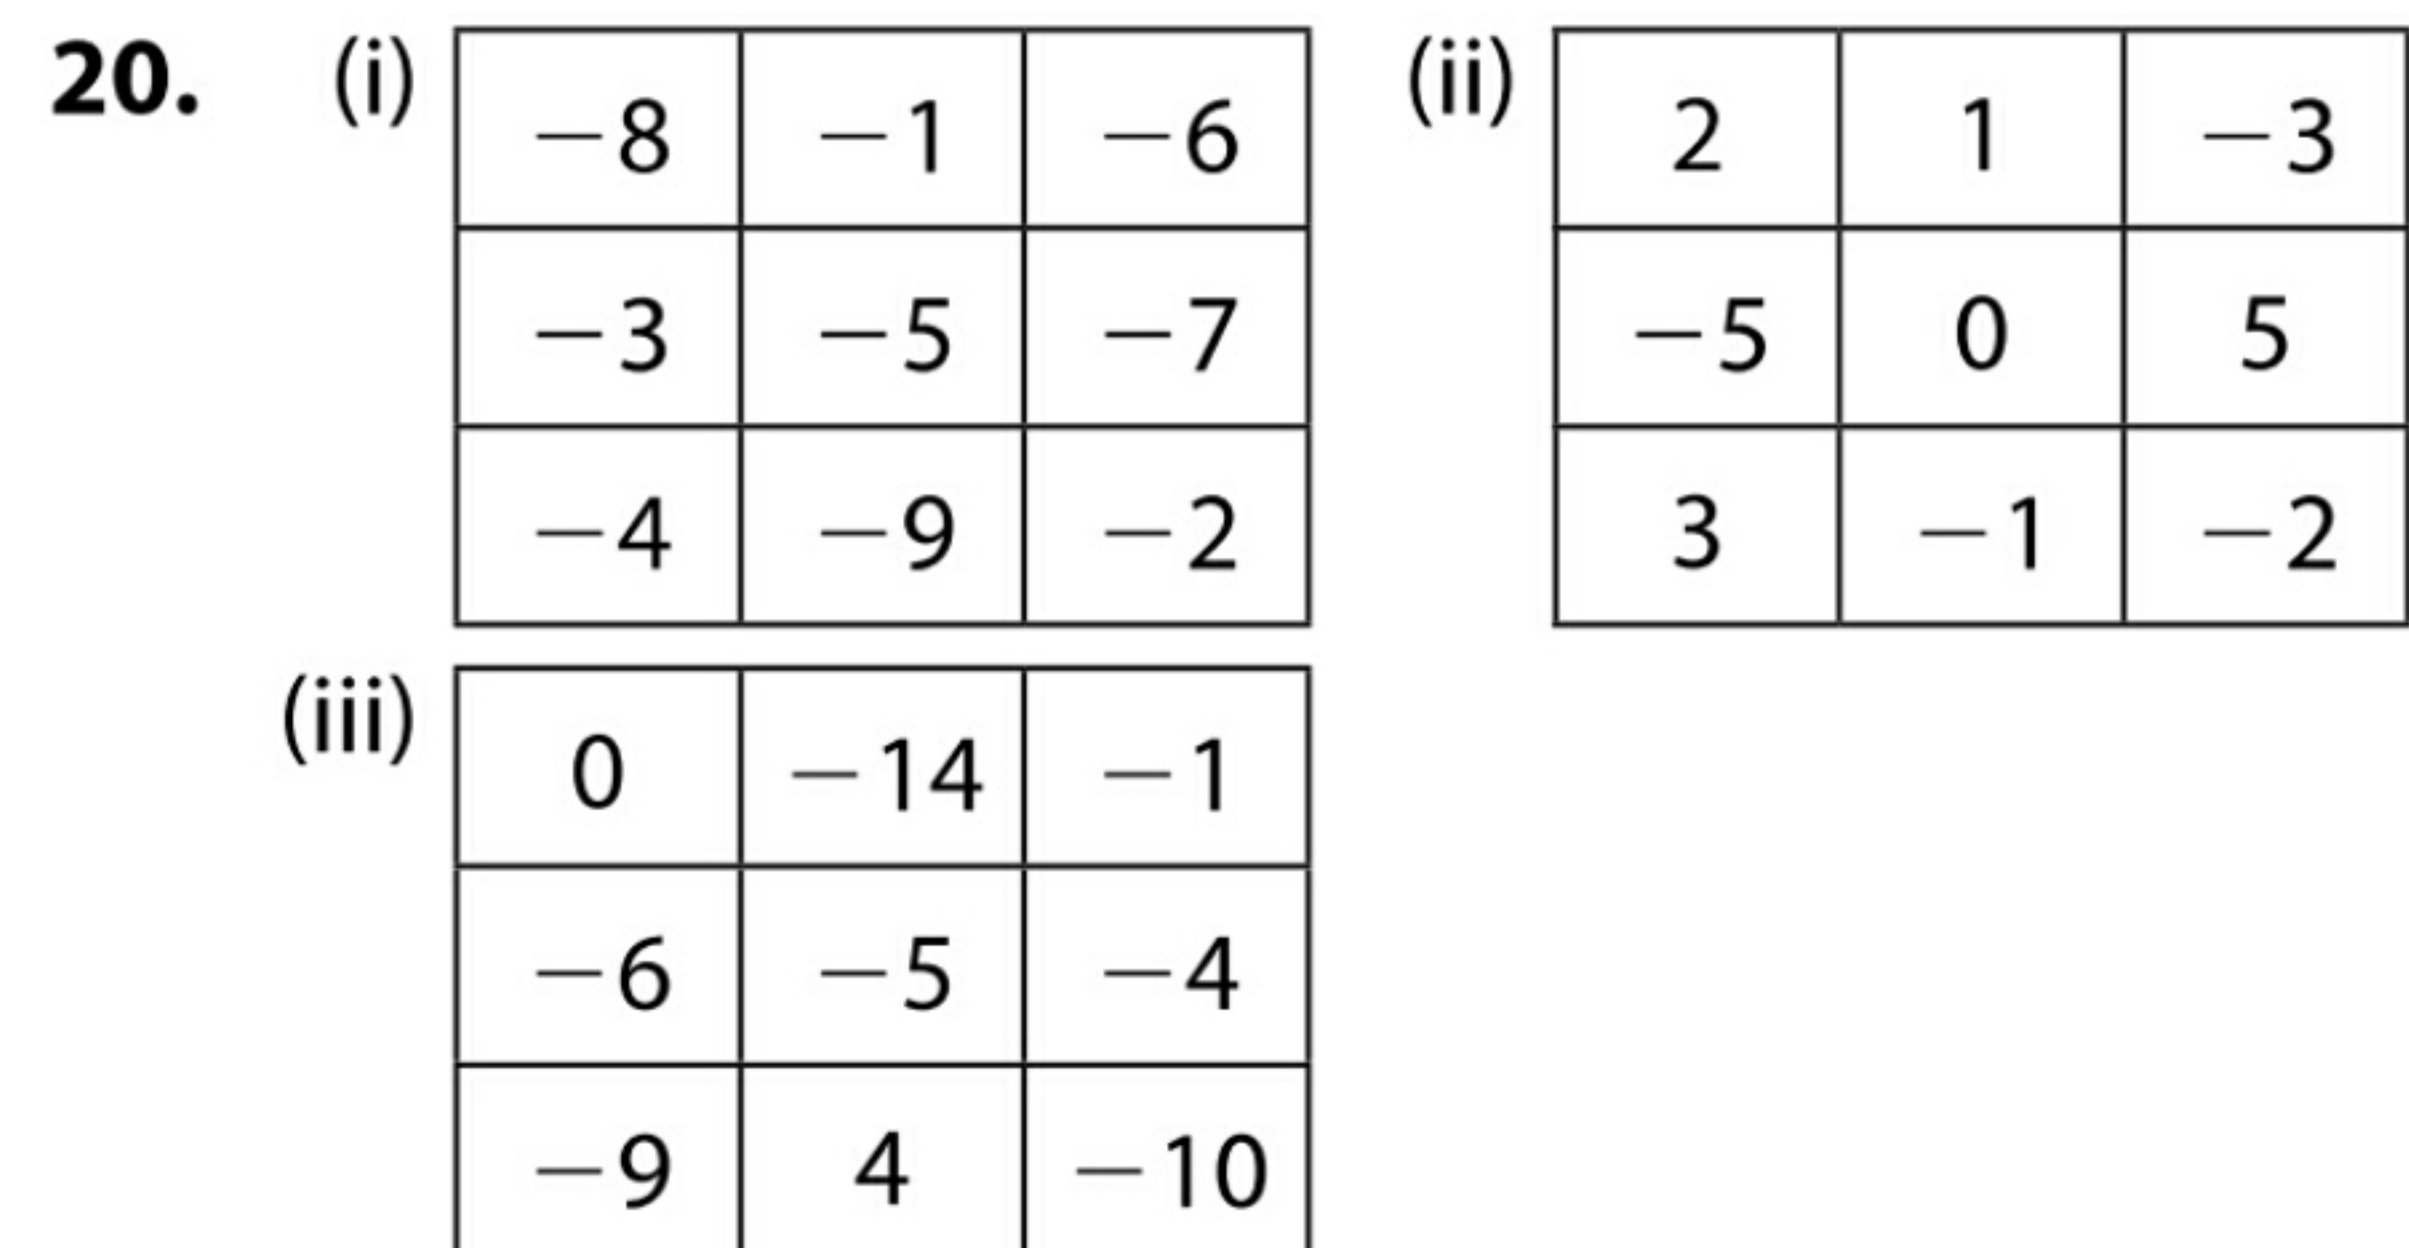 20. (i) −8 −1 −6 (ii) 2 1 −3
−3 −5 −7 −5 0 5
−4 −9 −2 3 −1 −2
(iii) 0 −14 −1
−6 −5 −4
−9 4 −10